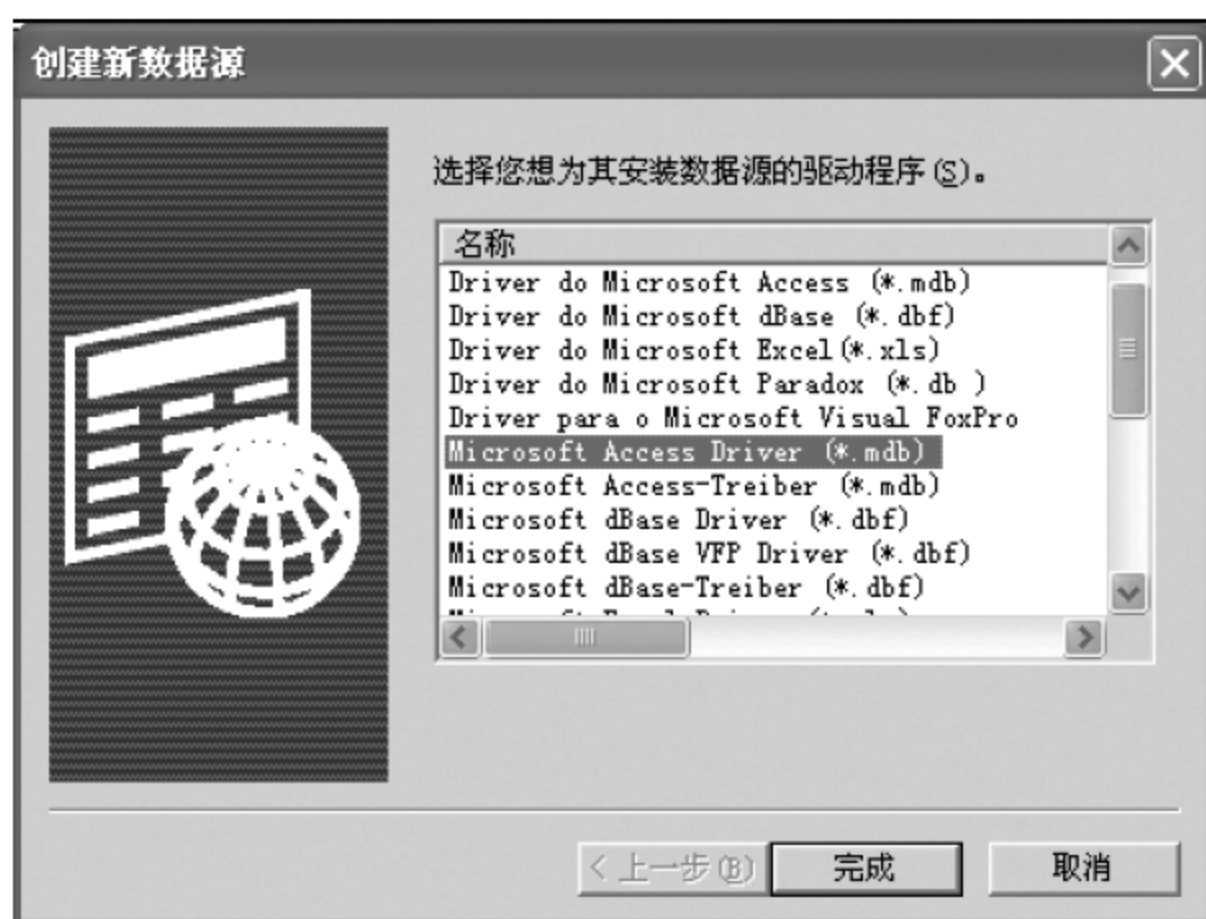 创建新数据源
选择您想为其安装数据源的驱动程序(S)。
名称
Driver do Microsoft Access (*.mdb)
Driver do Microsoft dBase (*.dbf)
Driver do Microsoft Excel(*.xls)
Driver do Microsoft Paradox (*.db )
Driver para o Microsoft Visual FoxPro
Microsoft Access Driver (*.mdb)
Microsoft Access-Treiber (*.mdb)
Microsoft dBase Driver (*.dbf)
Microsoft dBase VFP Driver (*.dbf)
Microsoft dBase-Treiber (*.dbf)
< 上一步(B)
完成
取消